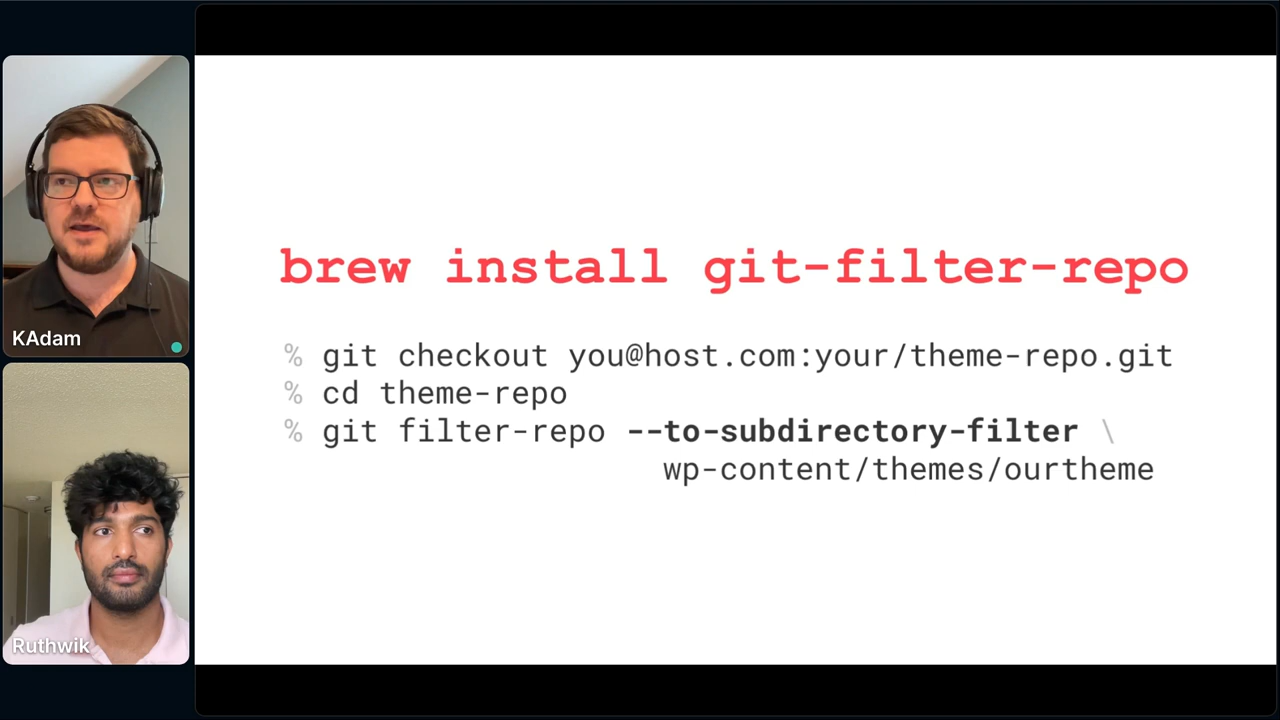 KAdam
Ruthwik
brew install git-filter-repo
% git checkout you@host.com:your/theme-repo.git
% cd theme-repo
% git filter-repo --to-subdirectory-filter \
wp-content/themes/ourtheme